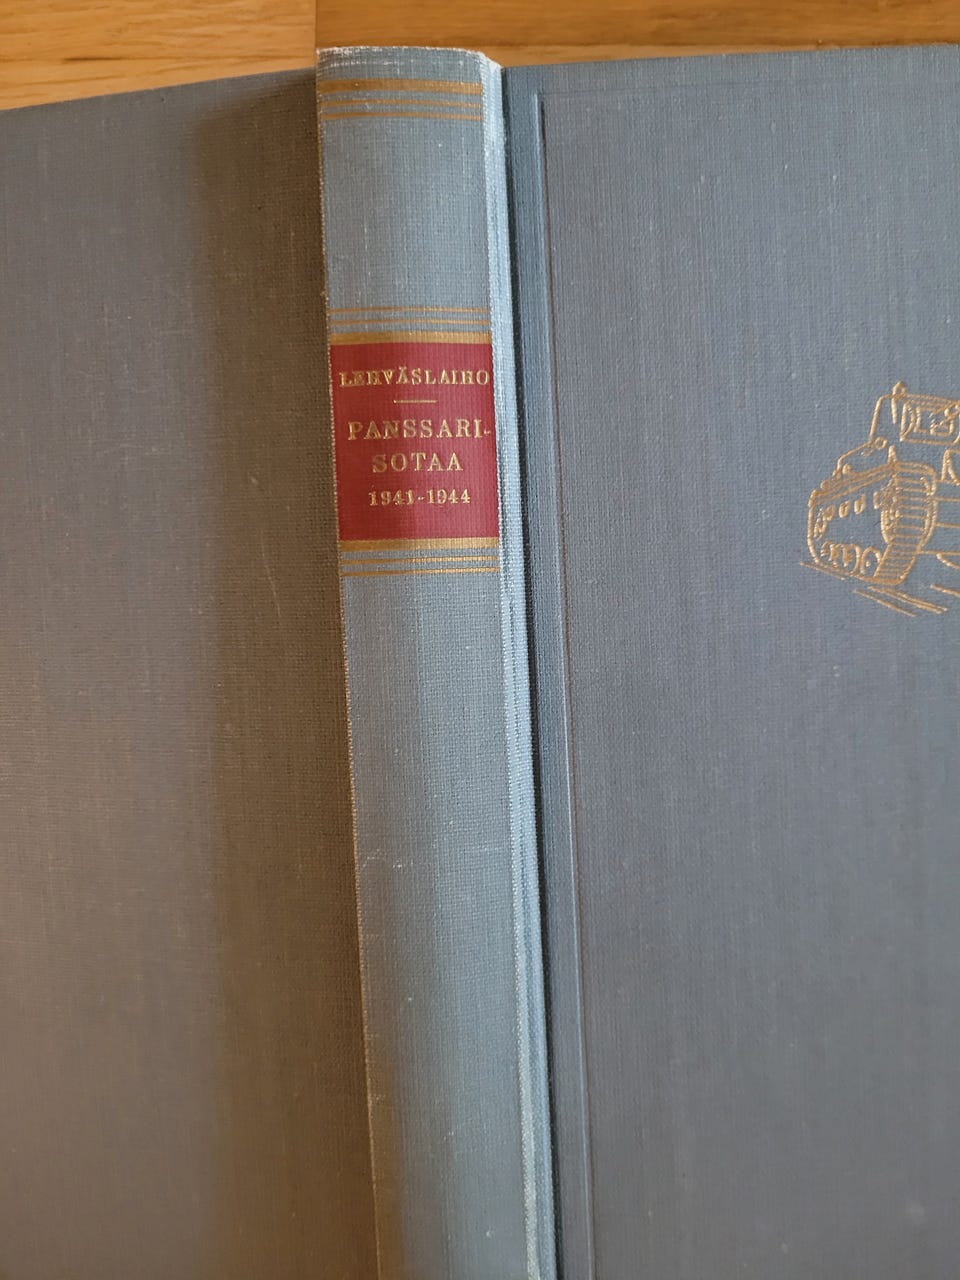 LEHVÄSLAIHO
PANSSARI-
SOTAA
1941-1944